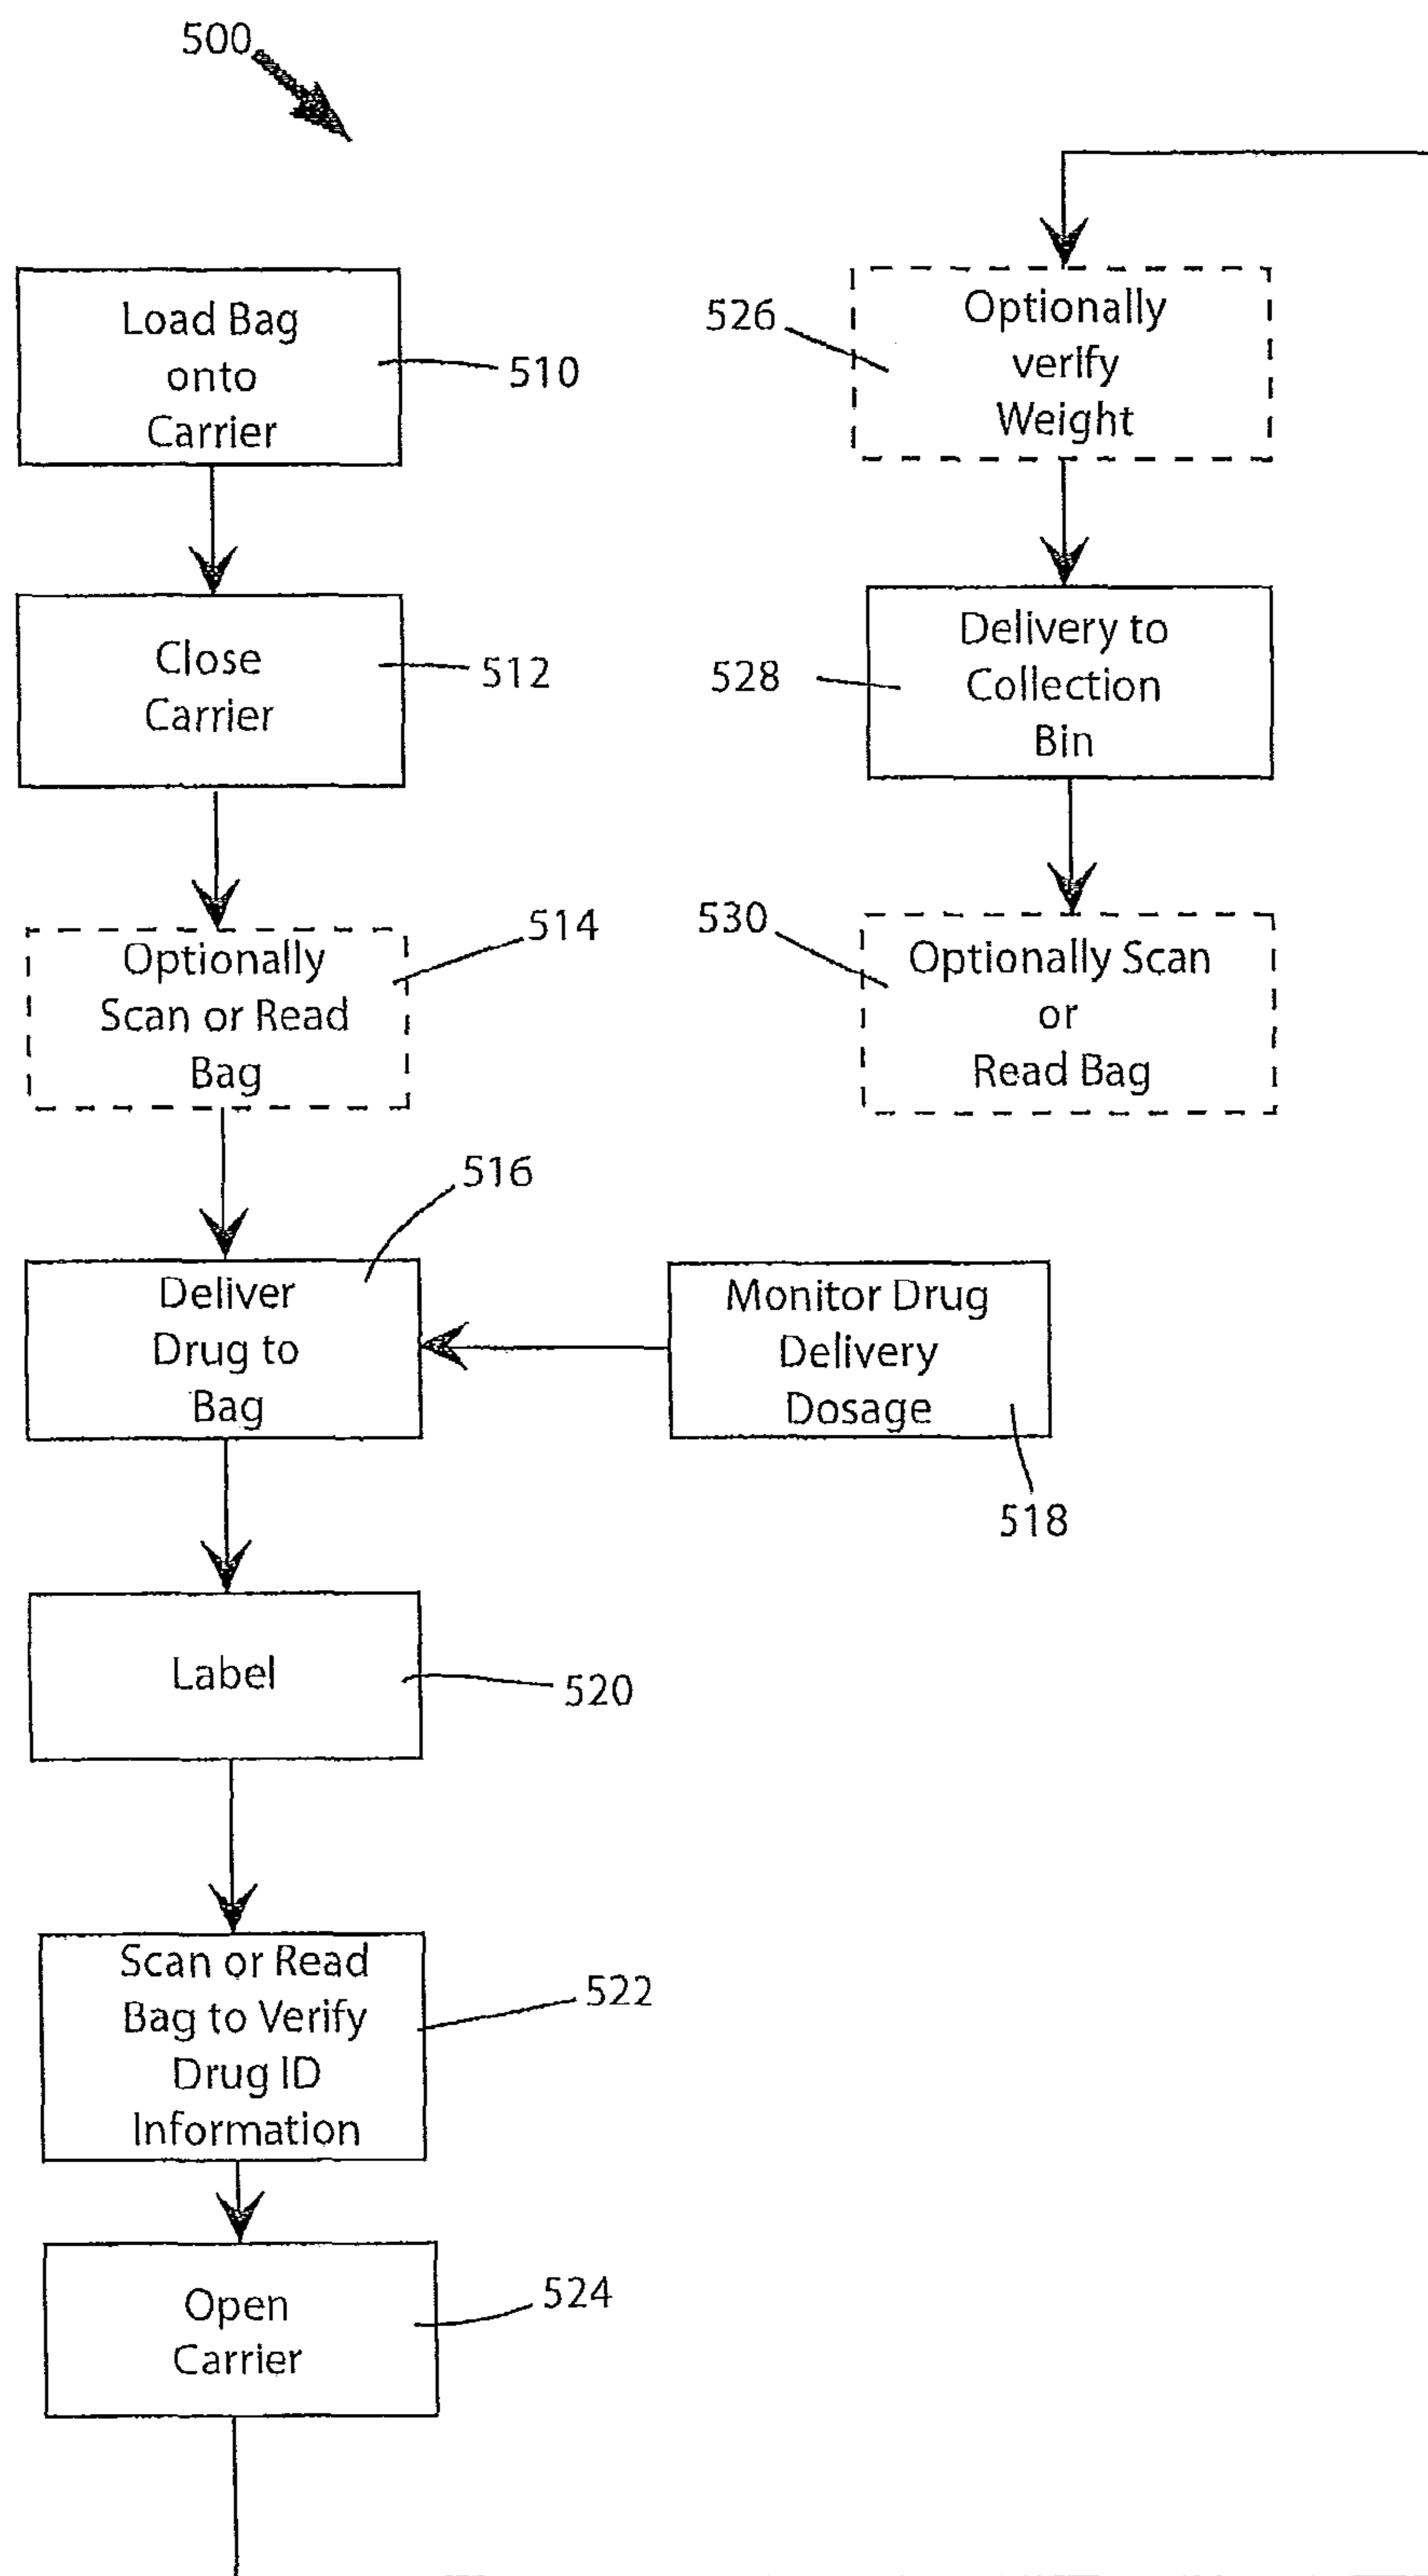 500
Load Bag
onto
Carrier
510
Close
Carrier
512
Optionally
Scan or Read
Bag
514
Deliver
Drug to
Bag
516
Monitor Drug
Delivery
Dosage
518
Label
520
Scan or Read
Bag to Verify
Drug ID
Information
522
Open
Carrier
524
Optionally
verify
Weight
526
Delivery to
Collection
Bin
528
Optionally Scan
or
Read Bag
530